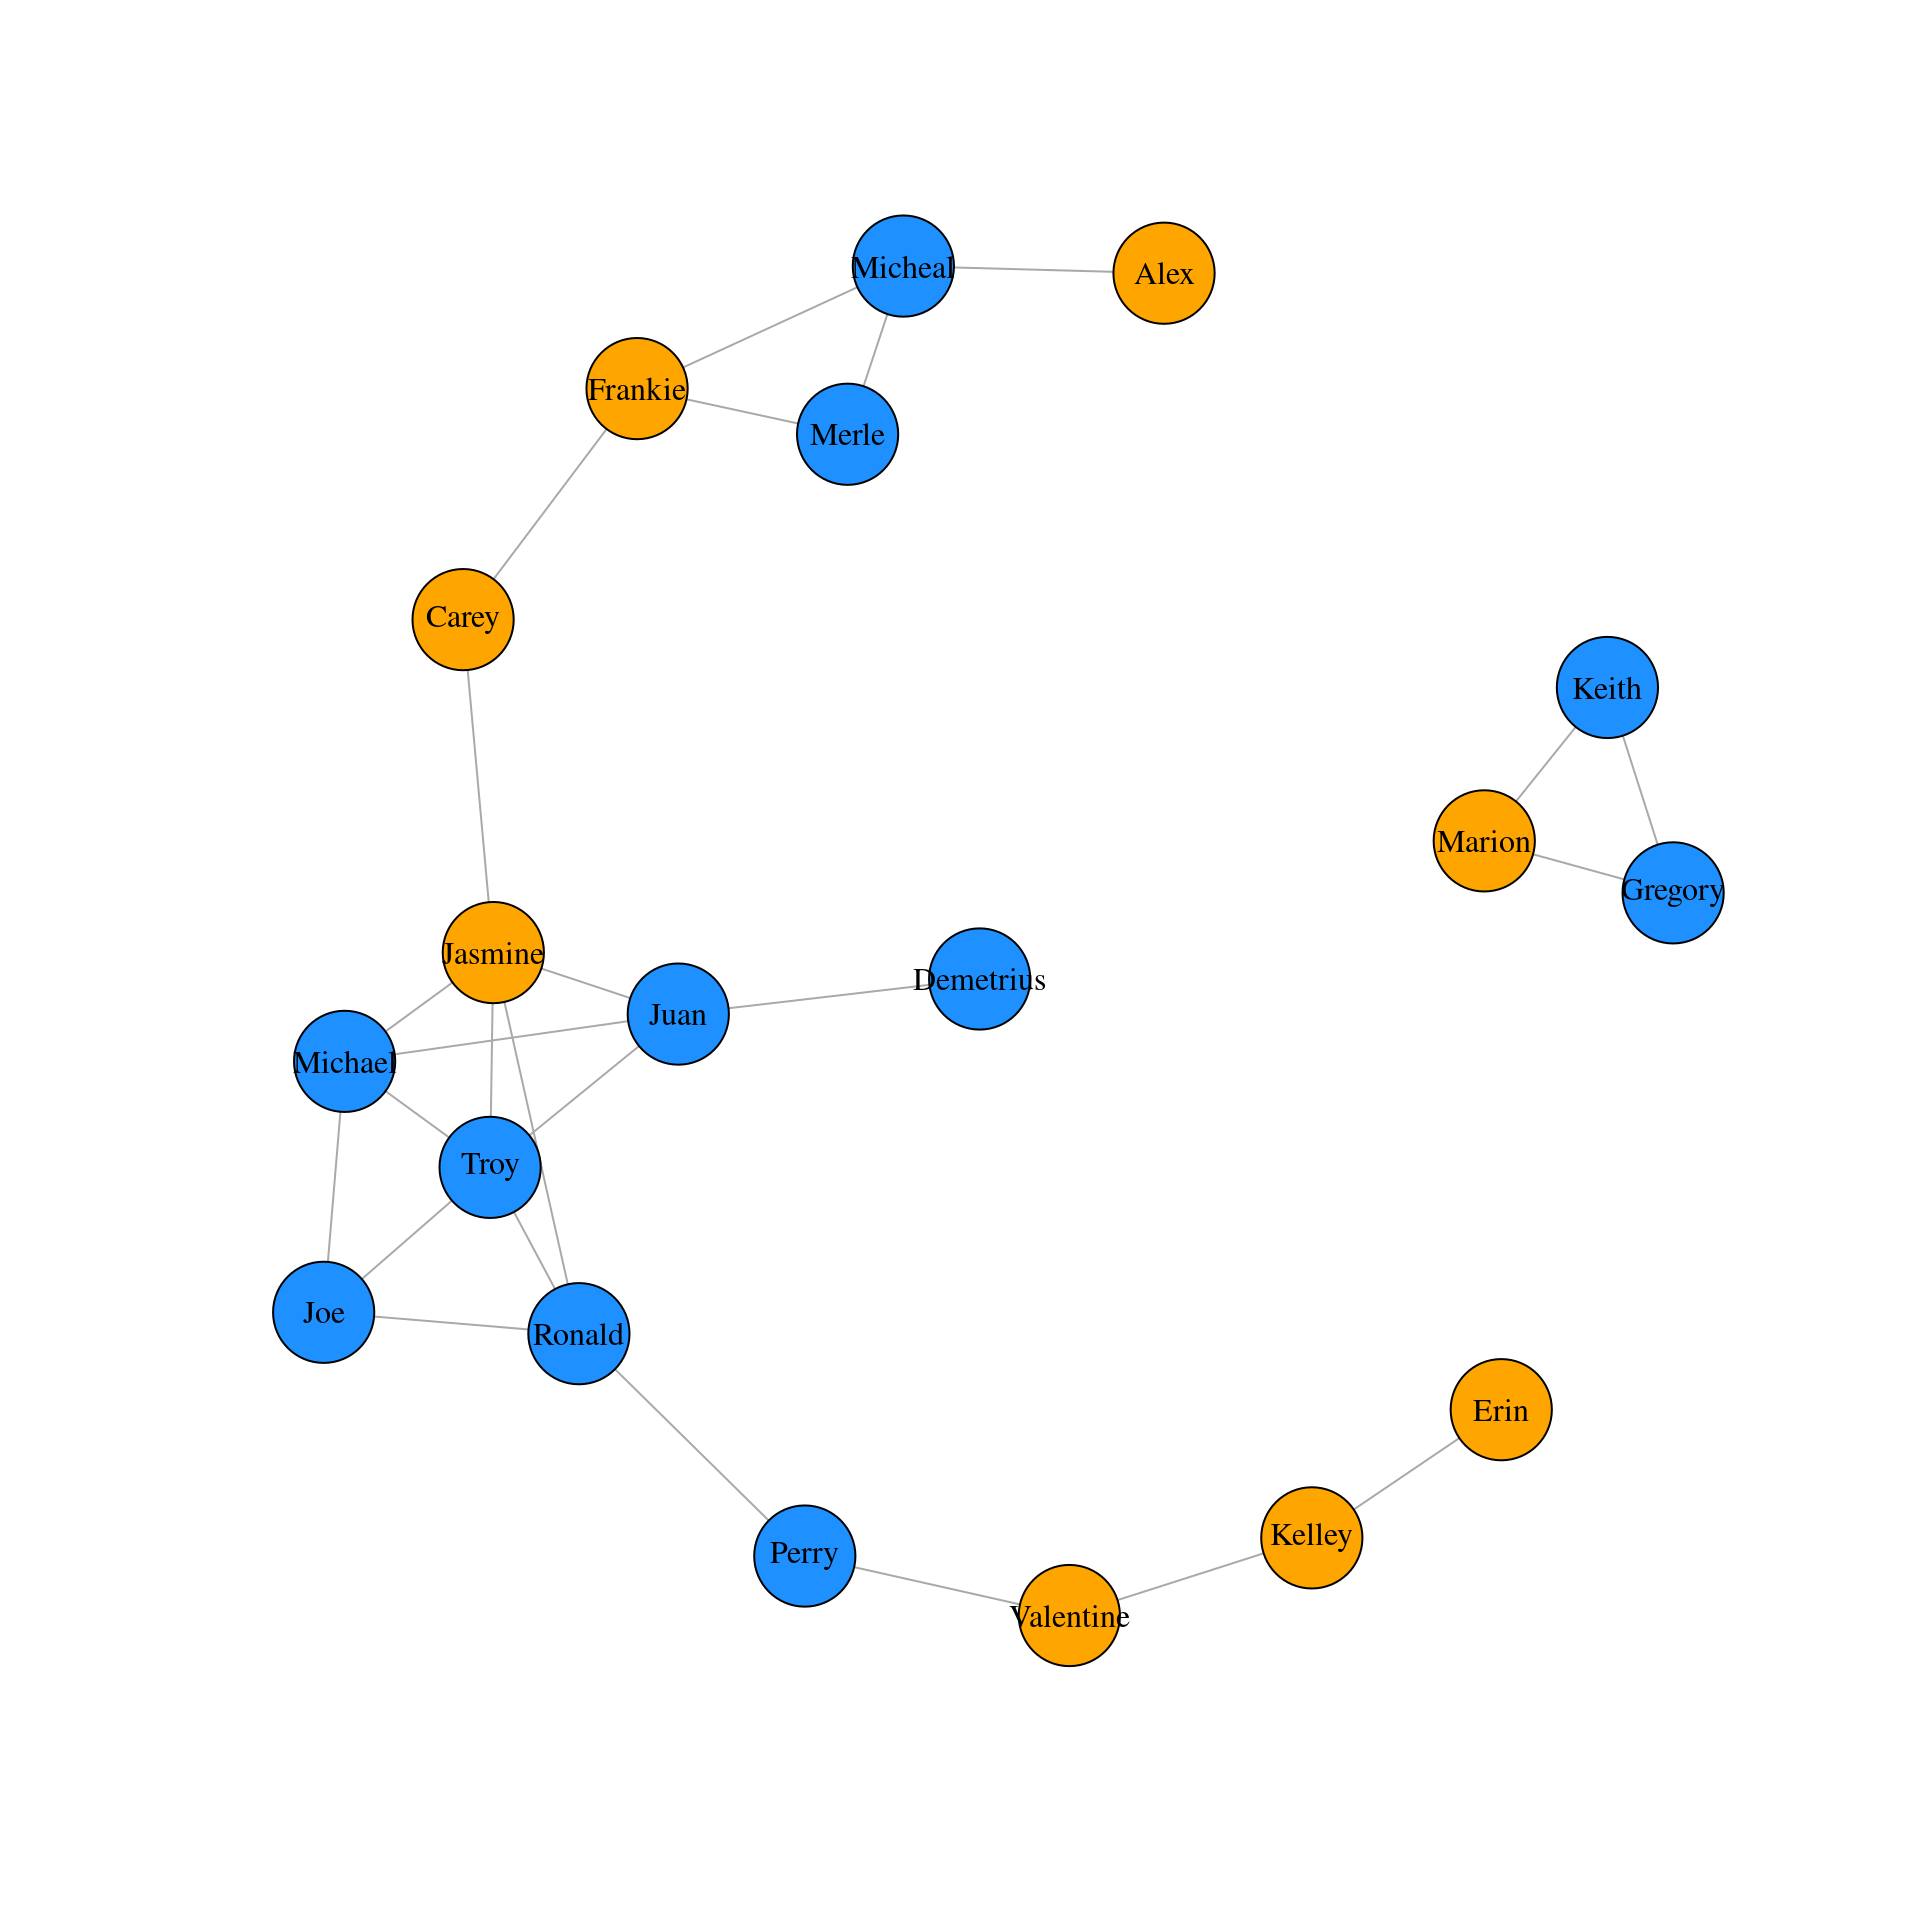 Micheal
Alex
Frankie
Merle
Carey
Keith
Marion
Gregory
Jasmine
Demetrius
Juan
Michael
Troy
Joe
Ronald
Erin
Kelley
Perry
Valentine